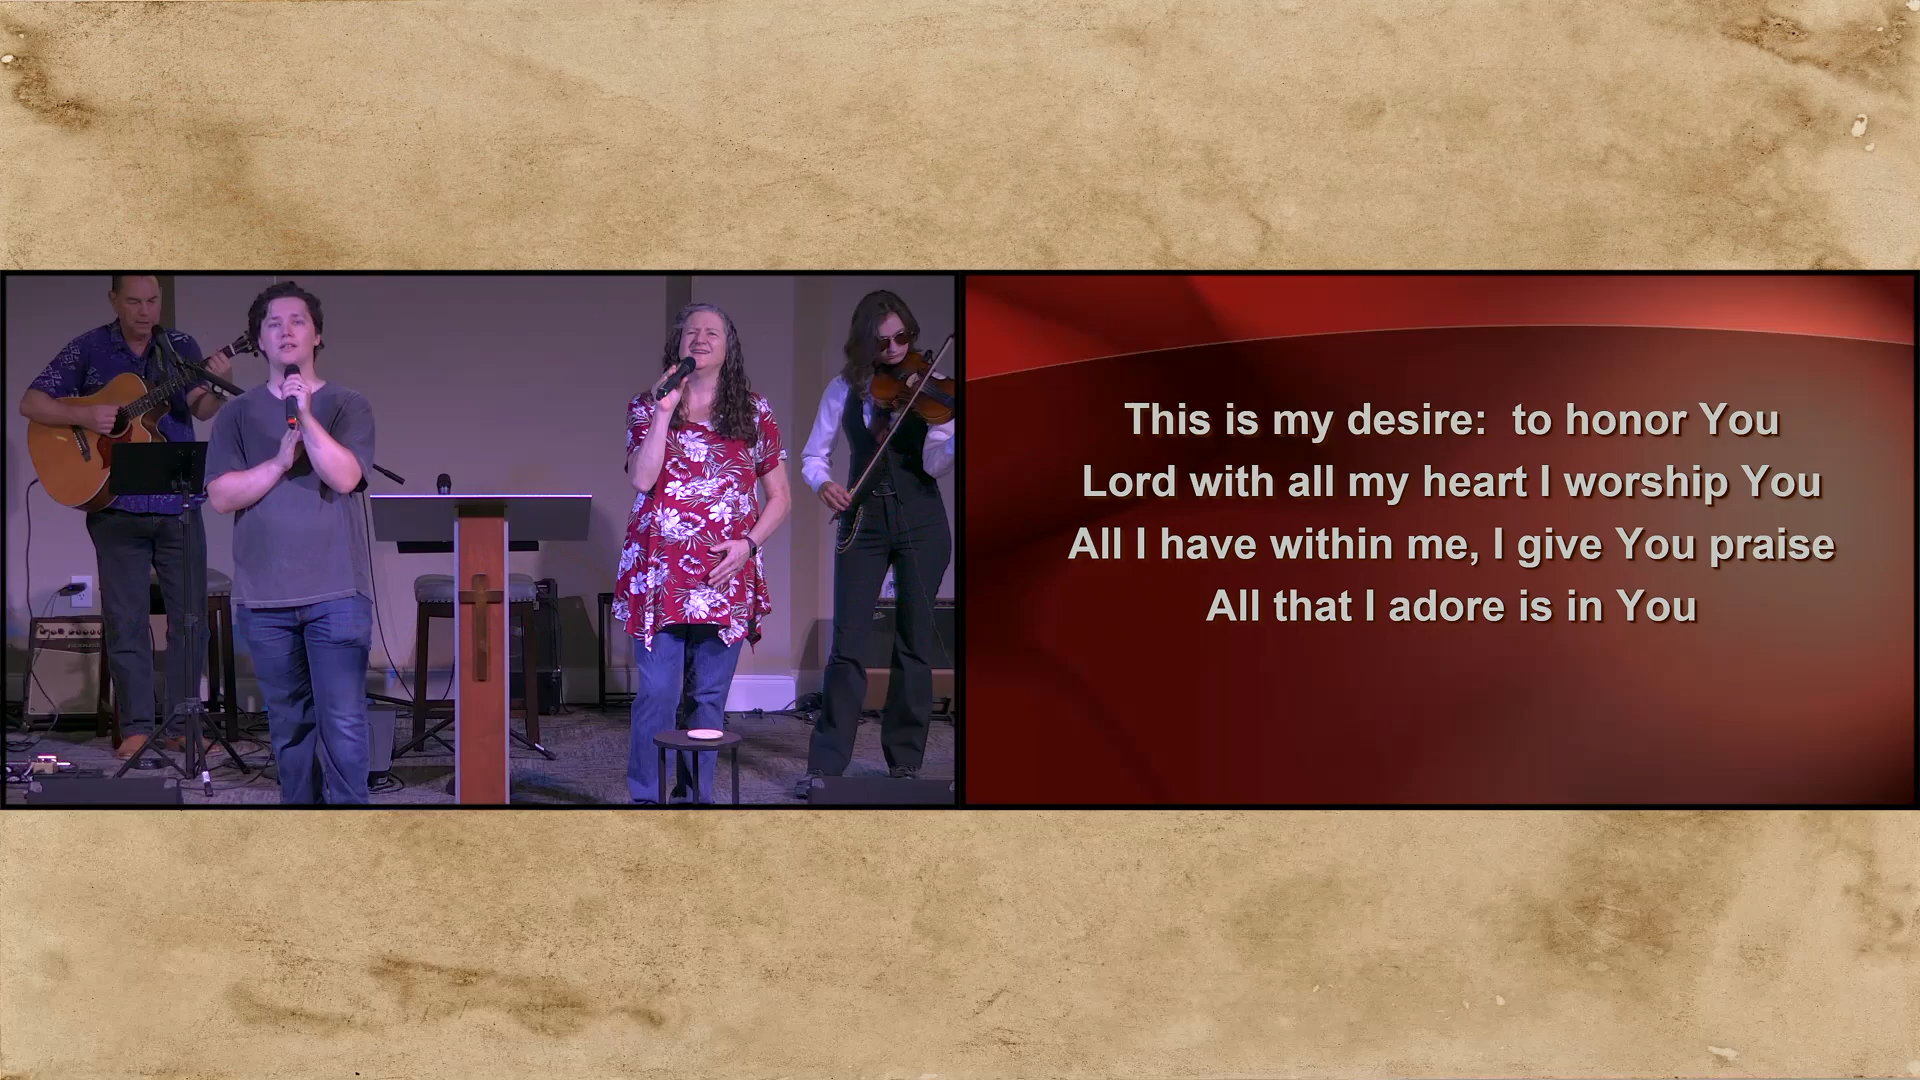 This is my desire:  to honor You
Lord with all my heart I worship You
All I have within me, I give You praise
All that I adore is in You